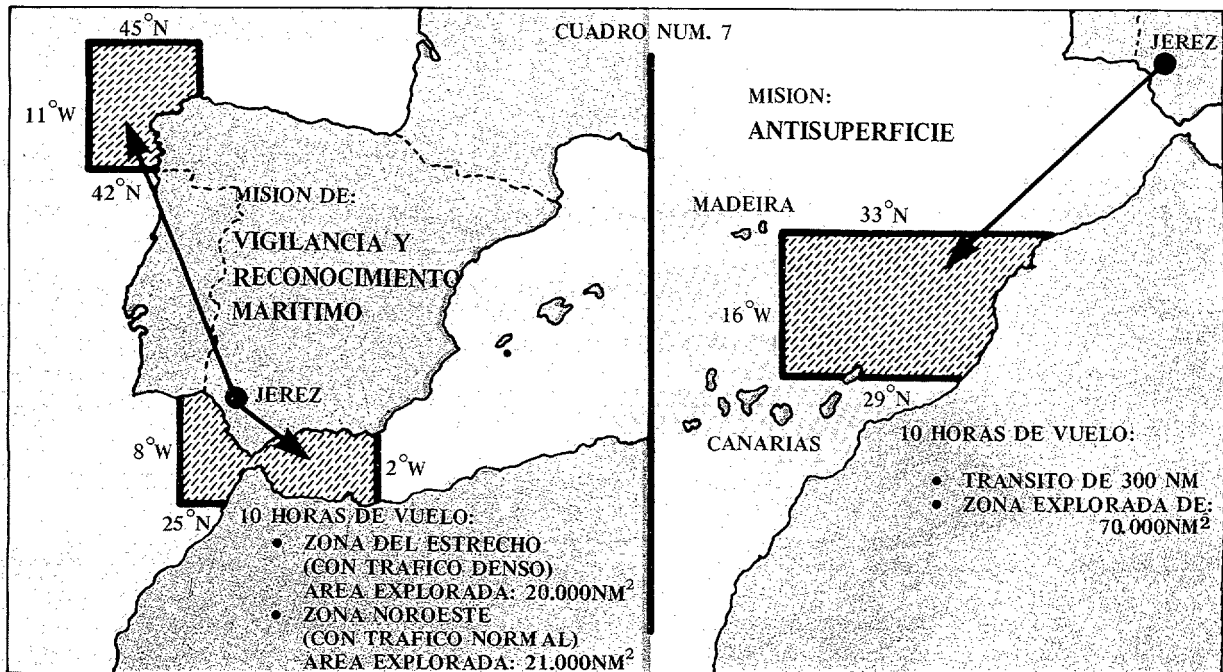 CUADRO NUM. 7
45°N
11°W
42°N
MISION DE:
VIGILANCIA Y
RECONOCIMIENTO
MARITIMO
JEREZ
8°W
2°W
25°N
10 HORAS DE VUELO:
• ZONA DEL ESTRECHO
(CON TRAFICO DENSO)
AREA EXPLORADA: 20.000NM²
• ZONA NOROESTE
(CON TRAFICO NORMAL)
AREA EXPLORADA: 21.000NM²
JEREZ
MISION:
ANTISUPERFICIE
MADEIRA
33°N
16°W
29°N
CANARIAS
10 HORAS DE VUELO:
• TRANSITO DE 300 NM
• ZONA EXPLORADA DE:
70.000NM²